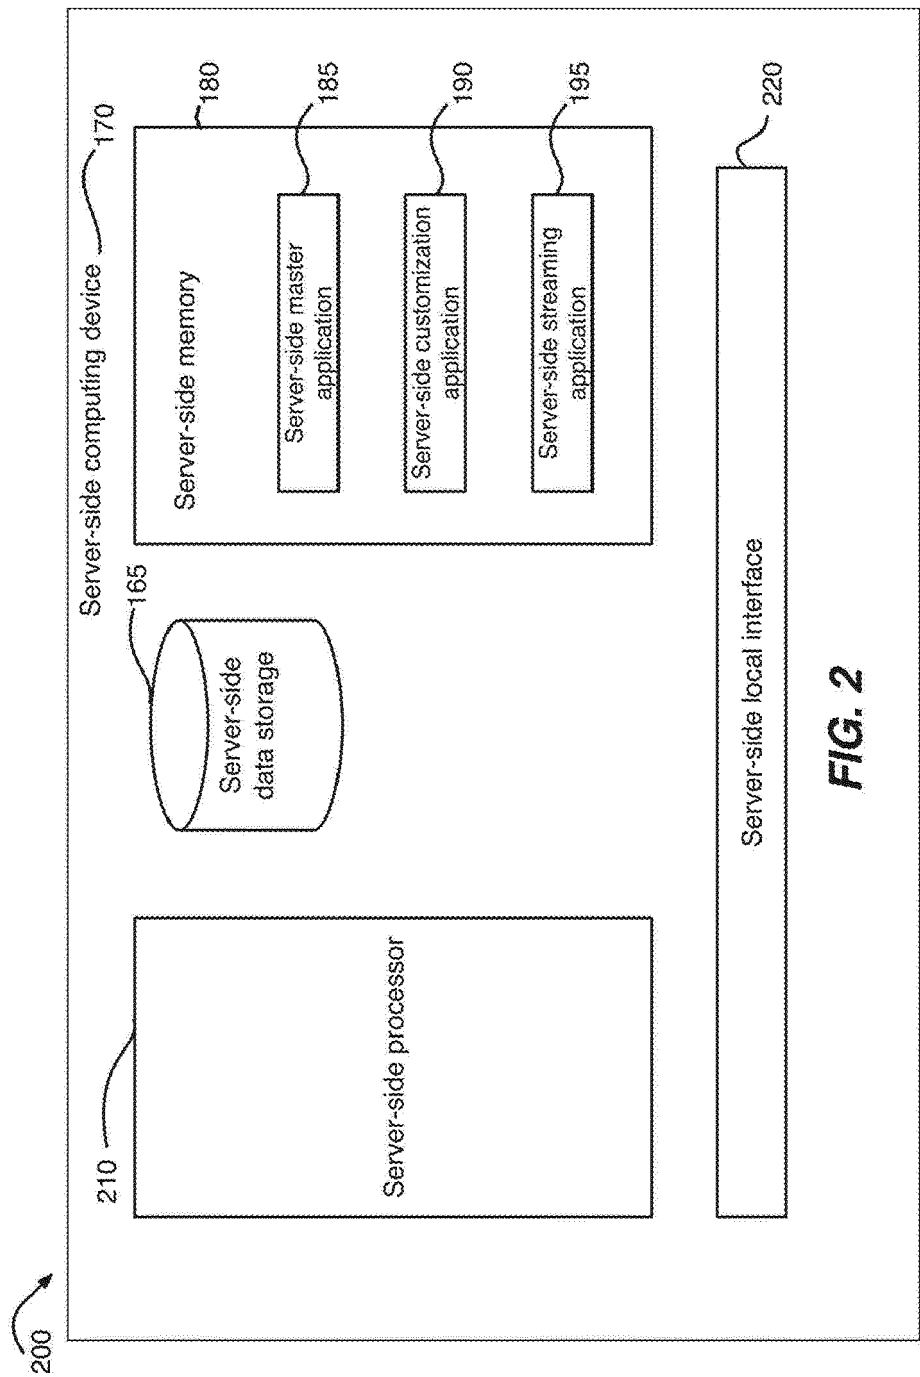 200
Server-side computing device 170
210
165
180
Server-side processor
Server-side
data storage
Server-side memory
Server-side master
application
185
Server-side customization
application
190
Server-side streaming
application
195
Server-side local interface
220
FIG. 2